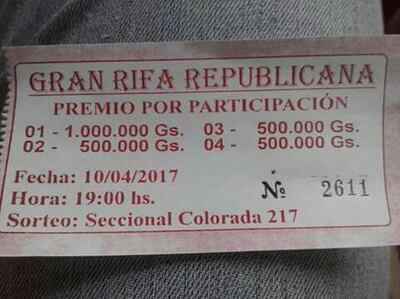 GRAN RIFA REPUBLICANA
PREMIO POR PARTICIPACIÓN
01 - 1.000.000 Gs. 03 - 500.000 Gs.
02 - 500.000 Gs. 04 - 500.000 Gs.
Fecha: 10/04/2017
Hora: 19:00 hs. Nº 2611
Sorteo: Seccional Colorada 217